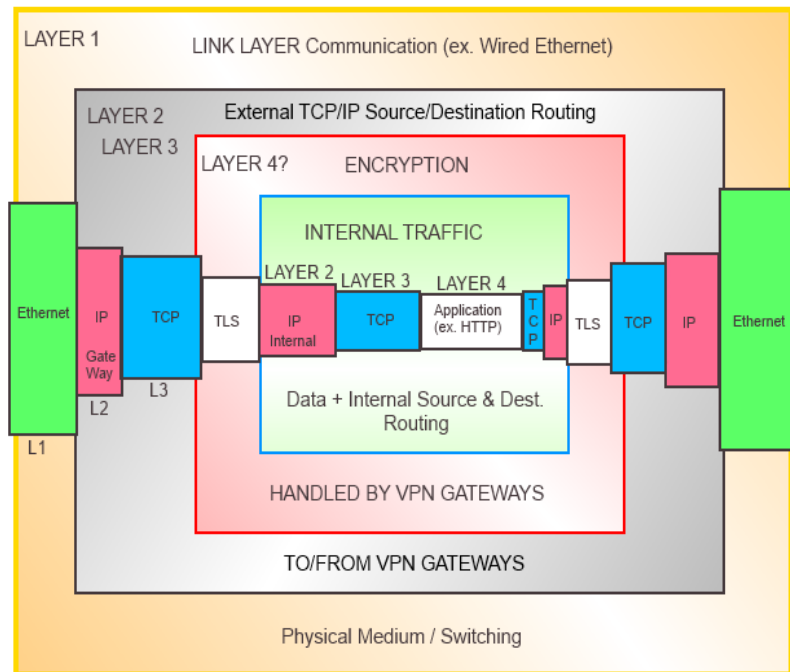 LAYER 1
LINK LAYER Communication (ex. Wired Ethernet)
LAYER 2
External TCP/IP Source/Destination Routing
LAYER 3
LAYER 4?
ENCRYPTION
INTERNAL TRAFFIC
LAYER 2
LAYER 3
LAYER 4
Ethernet
IP
Gate
Way
TCP
TLS
IP
Internal
TCP
Application
(ex. HTTP)
T
C
P
IP
TLS
TCP
IP
Ethernet
L3
L2
L1
Data + Internal Source & Dest.
Routing
HANDLED BY VPN GATEWAYS
TO/FROM VPN GATEWAYS
Physical Medium / Switching